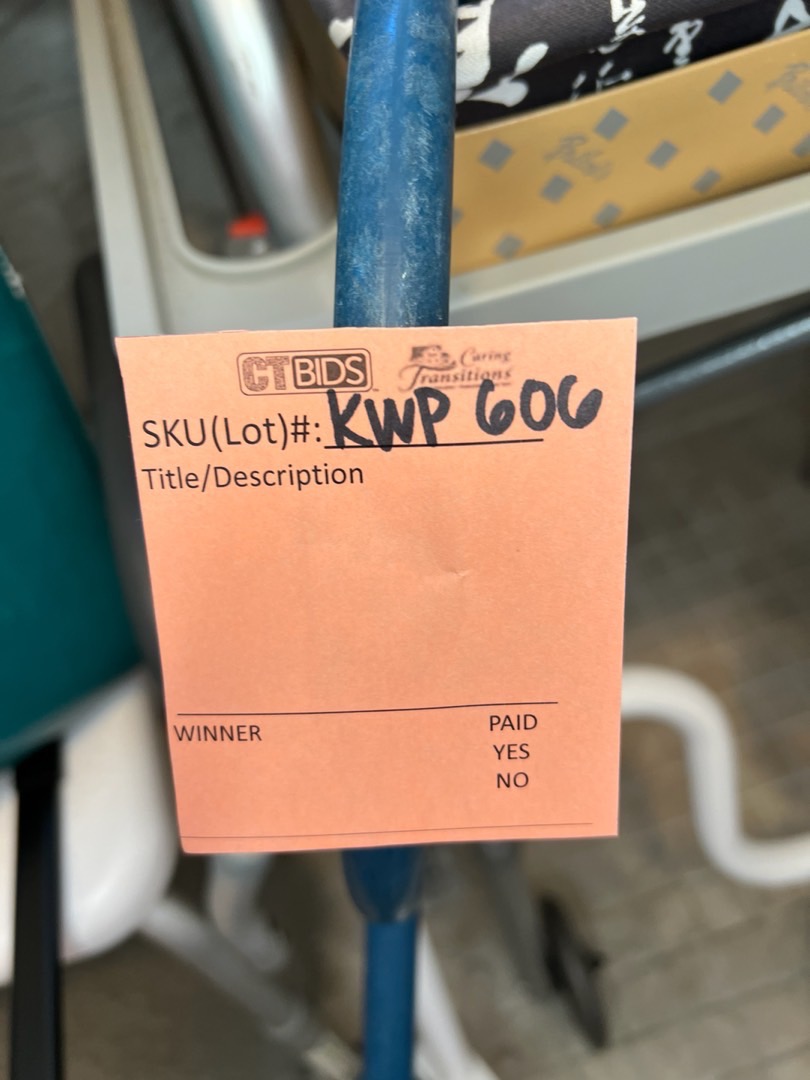 CTBIDS
Caring Transitions
SKU(Lot)#: KWP 606
Title/Description
WINNER
PAID
YES
NO